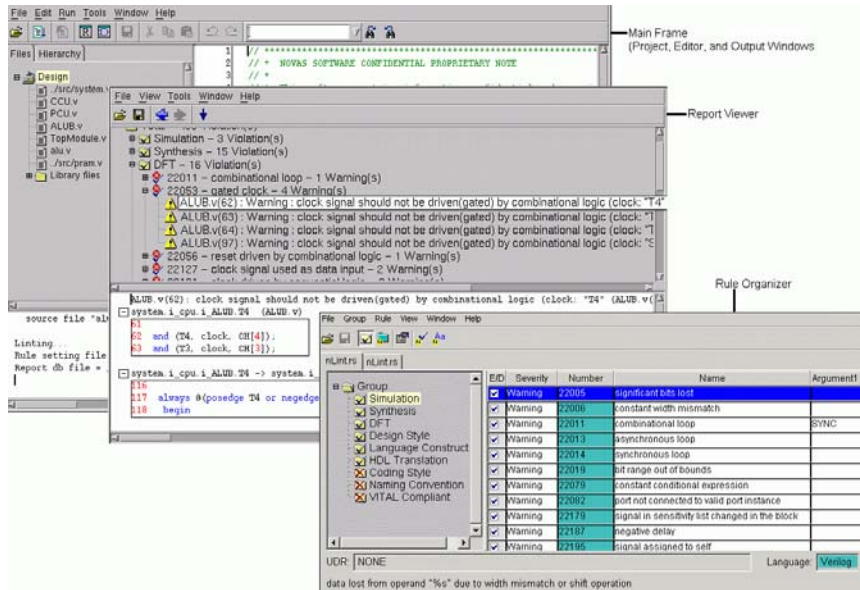 File Edit Run Tools Window Help
Main Frame
(Project, Editor, and Output Windows
Files Hierarchy
1 // ****************************************************************
2 // + NOVAS SOFTWARE CONFIDENTIAL PROPRIETARY NOTE
3 // +
Design
../src/system.v
CCU.v
PCU.v
ALUB.v
TopModule.v
alu.v
../src/pram.v
Library files
source file "alu
Linting...
Rule setting file
Report db file = .
Report Viewer
File View Tools Window Help
Simulation - 3 Violation(s)
Synthesis - 15 Violation(s)
DFT - 16 Violation(s)
22011 - combinational loop - 1 Warning(s)
22053 - gated clock - 4 Warning(s)
ALUB.v(62) : Warning : clock signal should not be driven(gated) by combinational logic (clock: "T4"
ALUB.v(63) : Warning : clock signal should not be driven(gated) by combinational logic (clock: "T
ALUB.v(64) : Warning : clock signal should not be driven(gated) by combinational logic (clock: "T
ALUB.v(97) : Warning : clock signal should not be driven(gated) by combinational logic (clock: "S
22056 - reset driven by combinational logic - 1 Warning(s)
22127 - clock signal used as data input - 2 Warning(s)
ALUB.v(62): clock signal should not be driven(gated) by combinational logic (clock: "T4" (ALUB.v(
system.i_cpu.i_ALUB.T4 (ALUB.v)
61
62 and (T4, clock, CH[4]);
63 and (T3, clock, CH[3]);
system.i_cpu.i_ALUB.T4 -> system.i_
116
117 always @(posedge T4 or negedge
118 begin
Rule Organizer
File Group Rule View Window Help
nLint.rs nLint.rs
Group
Simulation
Synthesis
DFT
Design Style
Language Construct
HDL Translation
Coding Style
Naming Convention
VITAL Compliant
E/D Severity Number Name Argument1
Warning 22005 significant bits lost
Warning 22006 constant width mismatch
Warning 22011 combinational loop SYNC
Warning 22013 asynchronous loop
Warning 22014 synchronous loop
Warning 22019 bit range out of bounds
Warning 22079 constant conditional expression
Warning 22082 port not connected to valid port instance
Warning 22179 signal in sensitivity list changed in the block
Warning 22187 negative delay
Warning 22195 signal assigned to self
UDR: NONE Language: Verilog
data lost from operand "%s" due to width mismatch or shift operation